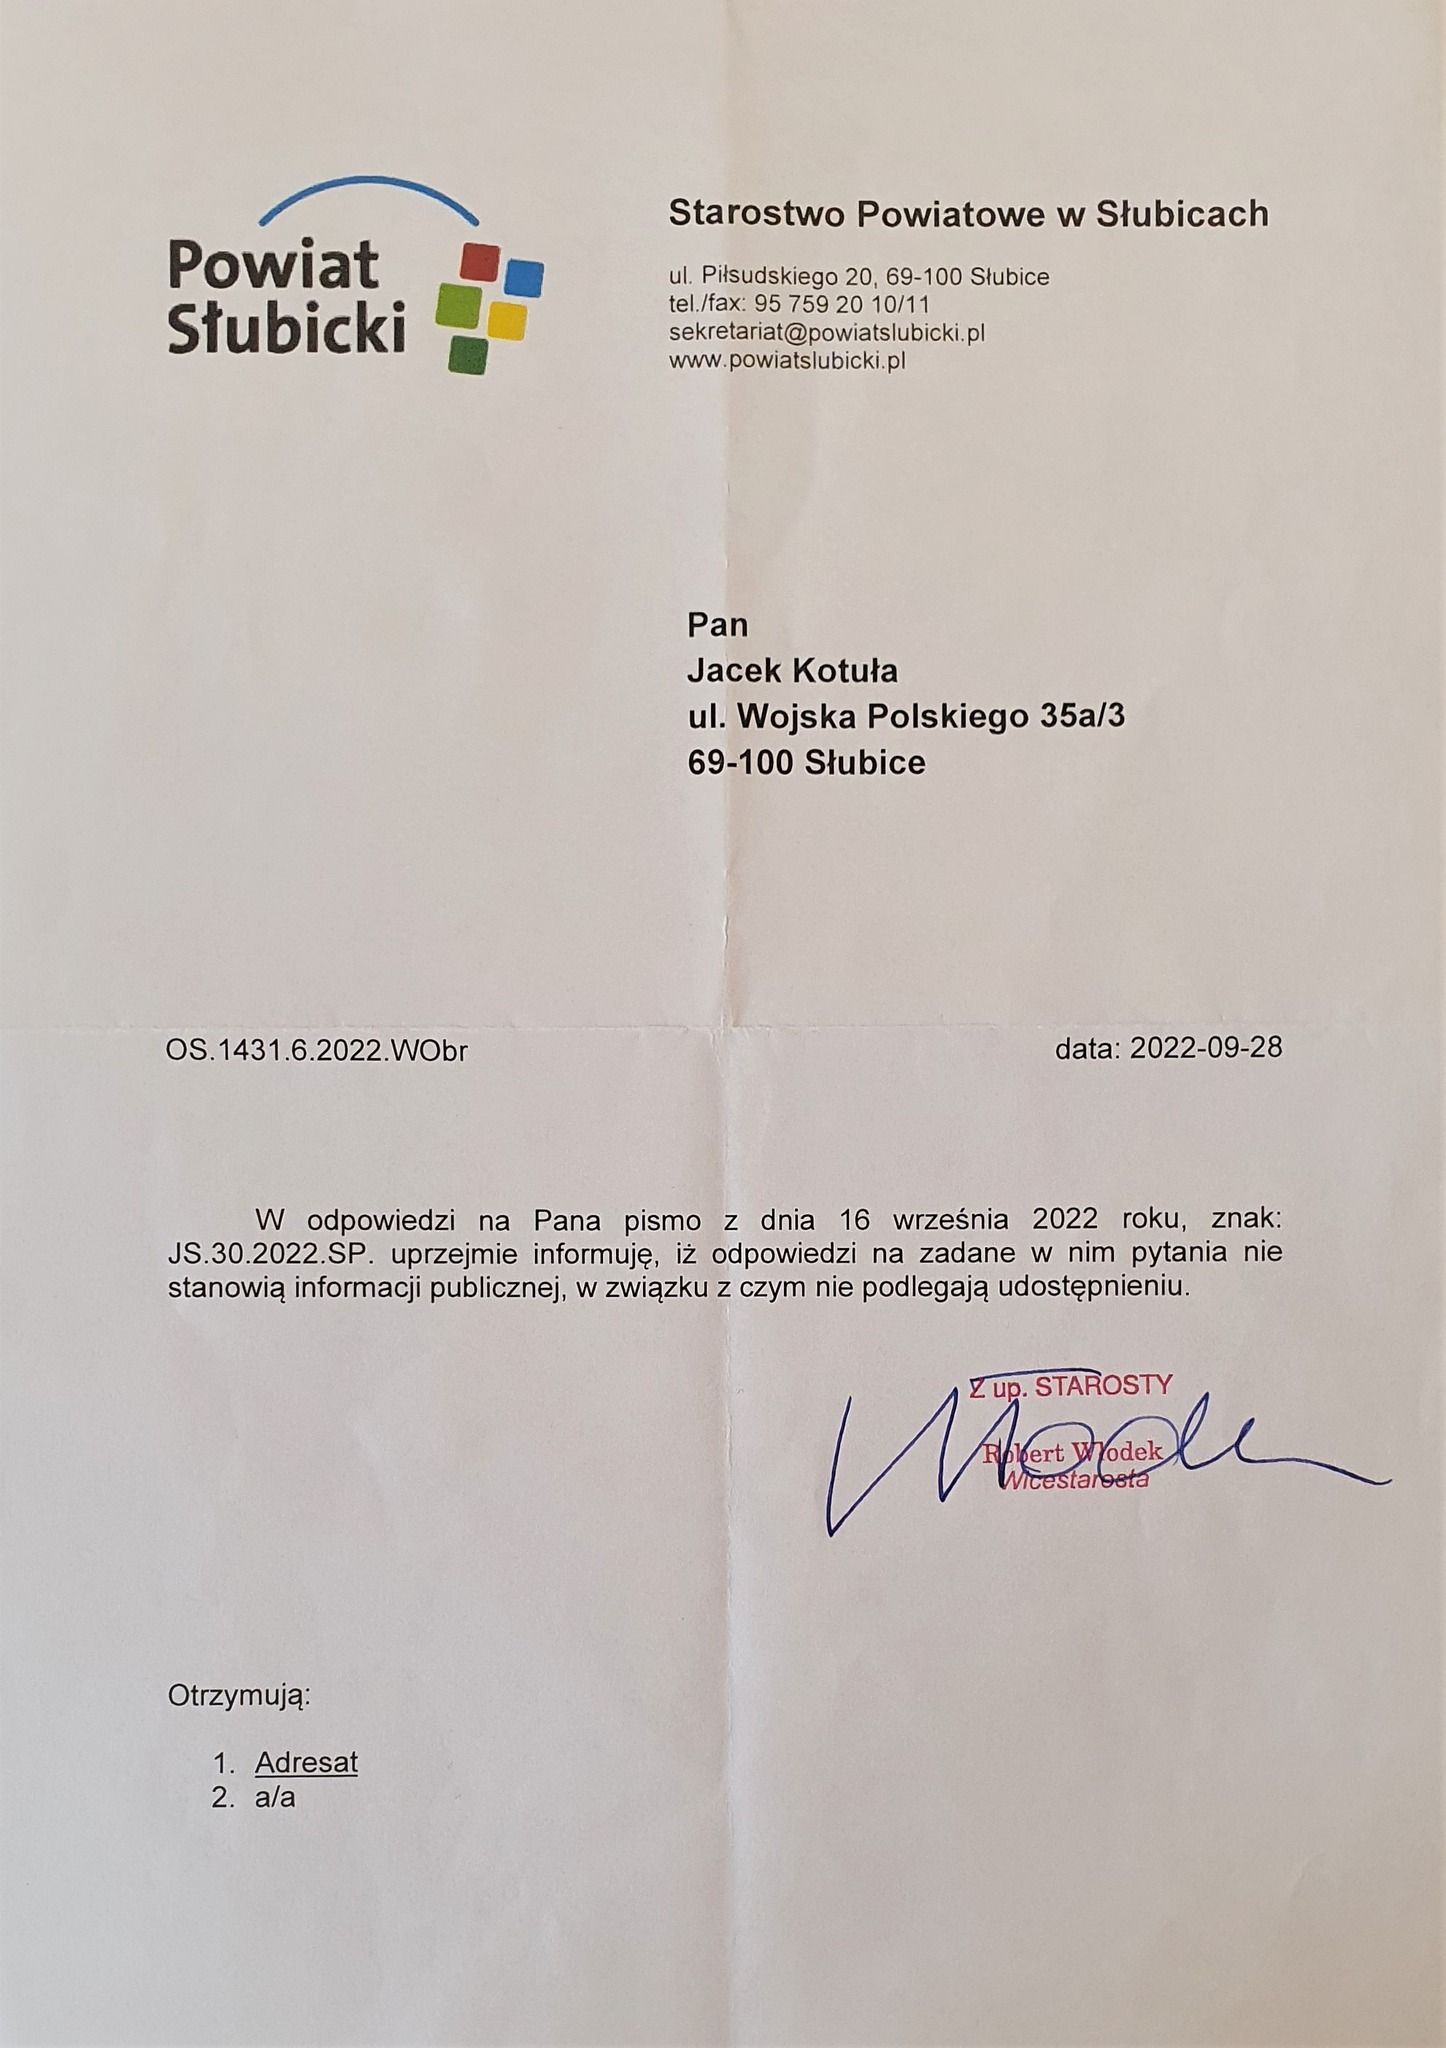 Powiat
Słubicki
Starostwo Powiatowe w Słubicach
ul. Piłsudskiego 20, 69-100 Słubice
tel./fax: 95 759 20 10/11
sekretariat@powiatslubicki.pl
www.powiatslubicki.pl
Pan
Jacek Kotuła
ul. Wojska Polskiego 35a/3
69-100 Słubice
OS.1431.6.2022.WObr
data: 2022-09-28
W odpowiedzi na Pana pismo z dnia 16 września 2022 roku, znak:
JS.30.2022.SP. uprzejmie informuję, iż odpowiedzi na zadane w nim pytania nie
stanowią informacji publicznej, w związku z czym nie podlegają udostępnieniu.
Z up. STAROSTY
Robert Włodek
Wicestarosta
Otrzymują:
1. Adresat
2. a/a